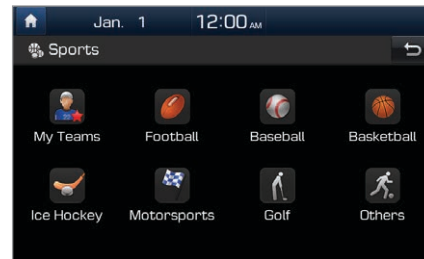 Jan. 1 12:00 AM
Sports
My Teams Football Baseball Basketball
Ice Hockey Motorsports Golf Others